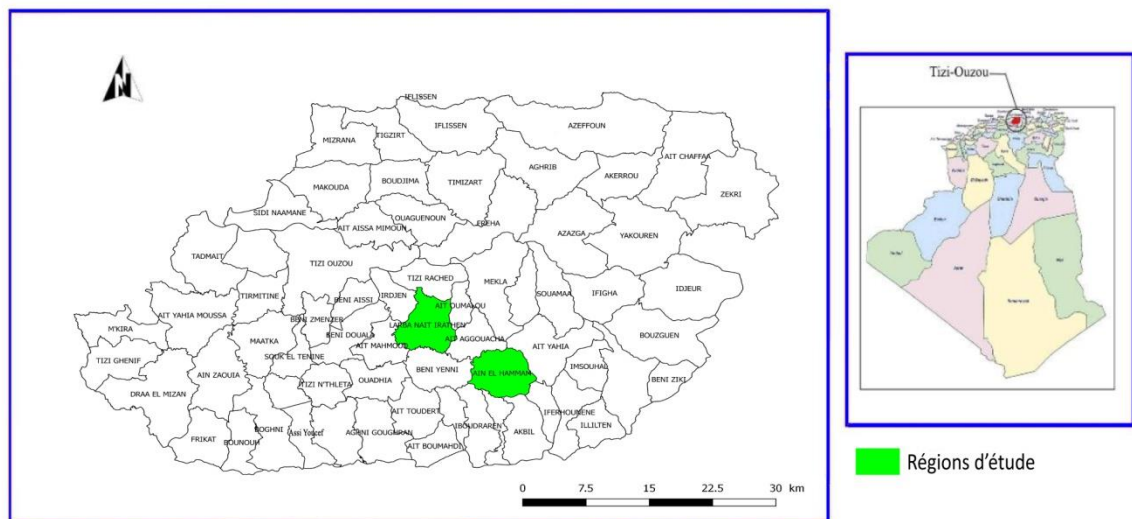 N
IFLISSEN
IFLISSEN
AZEFFOUN
MIZRANA
TIGZIRT
AIT CHAFFAA
AGHRIB
AKERROU
ZEKRI
MAKOUDA
BOUDJIMA
TIMIZART
SIDI NAAMANE
OUAGUENOUN
AIT AISSA MIMOUN
FREHA
AZAZGA
YAKOUREN
TADMAIT
TIZI OUZOU
TIZI RACHED
MEKLA
SOUAMAA
IFIGHA
IDJEUR
TIRMITINE
BENI AISSI
IRDJEN
AIT OUMALOU
AIT YAHIA MOUSSA
BENI ZMENZER
LARBA NAIT IRATHEN
M'KIRA
MAATKA
BENI DOUALA
AIT MAHMOUD
AIT AGGOUACHA
AIT YAHIA
BOUZGUEN
TIZI GHENIF
SOUK EL TENINE
AIN ZAOUIA
BENI YENNI
AIN EL HAMMAM
IMSOUHAL
BENI ZIKI
DRAA EL MIZAN
TIZI N'THLETA
OUADHIA
AIT TOUDERT
IFERHOUNENE
ILLILTEN
FRIKAT
BOUNOUH
BOGHNI
Assi Youcef
AGHNI GOUGHRAN
IBOUDRAREN
AKBIL
AIT BOUMAHDI
0 7.5 15 22.5 30 km
Tizi-Ouzou
Régions d'étude